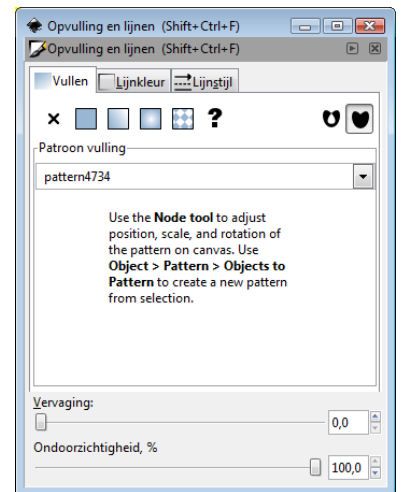 Opvulling en lijnen (Shift+Ctrl+F)
Opvulling en lijnen (Shift+Ctrl+F)
Vullen Lijnkleur Lijnstijl
?
Patroon vulling
pattern4734
Use the Node tool to adjust
position, scale, and rotation of
the pattern on canvas. Use
Object > Pattern > Objects to
Pattern to create a new pattern
from selection.
Vervaging:
0,0
Ondoorzichtigheid, %
100,0